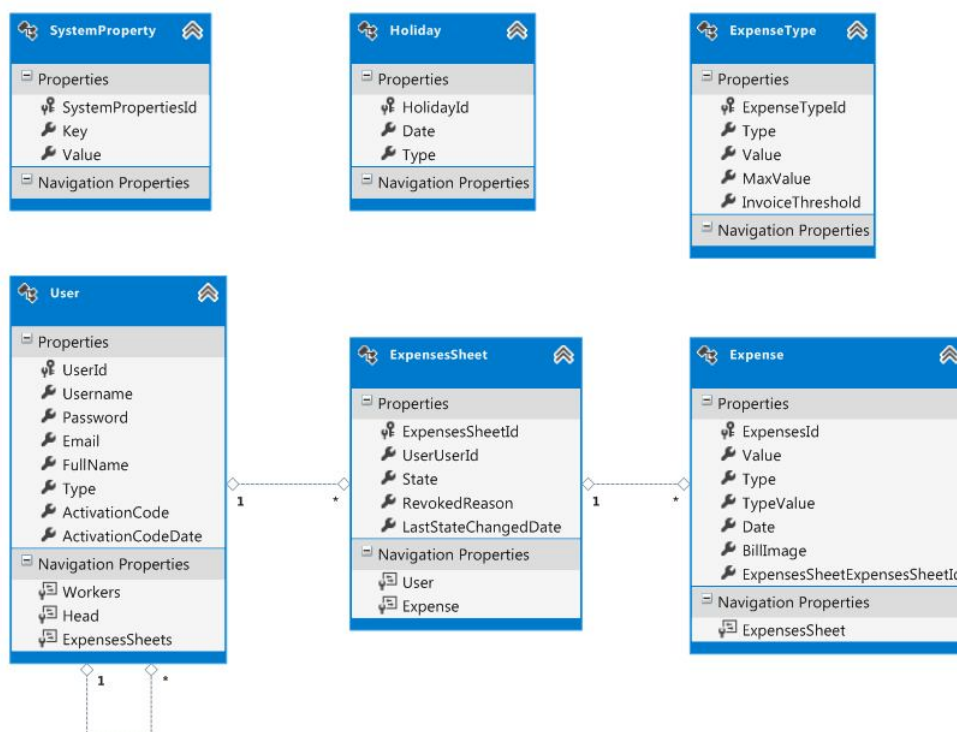 SystemProperty
Properties
SystemPropertiesId
Key
Value
Navigation Properties
Holiday
Properties
HolidayId
Date
Type
Navigation Properties
ExpenseType
Properties
ExpenseTypeId
Type
Value
MaxValue
InvoiceThreshold
Navigation Properties
User
Properties
UserId
Username
Password
Email
FullName
Type
ActivationCode
ActivationCodeDate
Navigation Properties
Workers
Head
ExpensesSheets
1
*
1
*
ExpensesSheet
Properties
ExpensesSheetId
UserUserId
State
RevokedReason
LastStateChangedDate
Navigation Properties
User
Expense
1
*
Expense
Properties
ExpensesId
Value
Type
TypeValue
Date
BillImage
ExpensesSheetExpensesSheetId
Navigation Properties
ExpensesSheet